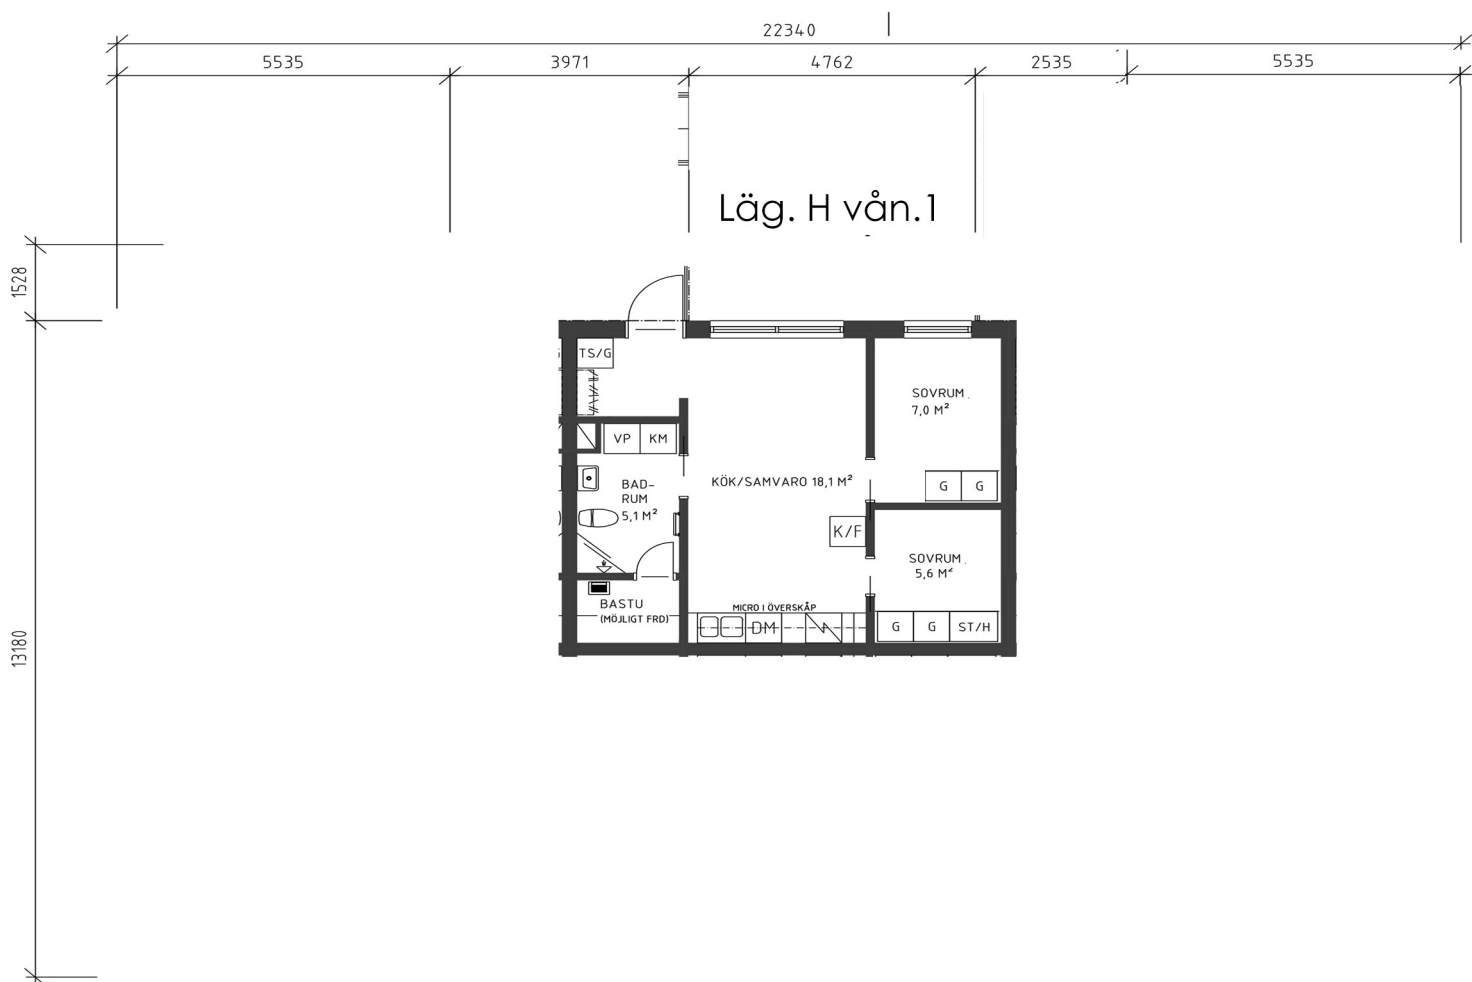 22340
5535
3971
4762
2535
5535
Läg. H vån.1
1528
13180
TS/G
VP
KM
BAD-
RUM
5,1 M²
KÖK/SAMVARO 18,1 M²
SOVRUM
7,0 M²
G
G
K/F
SOVRUM
5,6 M²
BASTU
(MÖJLIGT FRD)
MICRO I ÖVERSKÅP
DM
G
G
ST/H